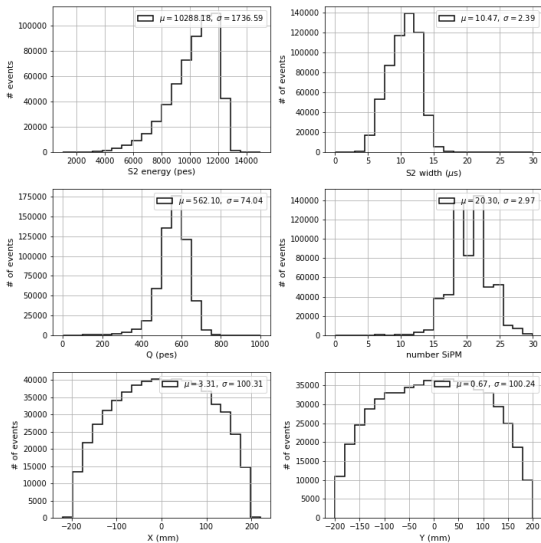 μ = 10288.18, σ = 1736.59
# events
100000
80000
60000
40000
20000
0
2000 4000 6000 8000 10000 12000 14000
S2 energy (pes)
μ = 10.47, σ = 2.39
# of events
140000
120000
100000
80000
60000
40000
20000
0
0 5 10 15 20 25 30
S2 width (μs)
μ = 562.10, σ = 74.04
# of events
175000
150000
125000
100000
75000
50000
25000
0
0 200 400 600 800 1000
Q (pes)
μ = 20.30, σ = 2.97
# of events
140000
120000
100000
80000
60000
40000
20000
0
0 5 10 15 20 25 30
number SiPM
μ = 3.31, σ = 100.31
# of events
40000
35000
30000
25000
20000
15000
10000
5000
0
−200 −100 0 100 200
X (mm)
μ = 0.67, σ = 100.24
# of events
35000
30000
25000
20000
15000
10000
5000
0
−200 −150 −100 −50 0 50 100 150 200
Y (mm)